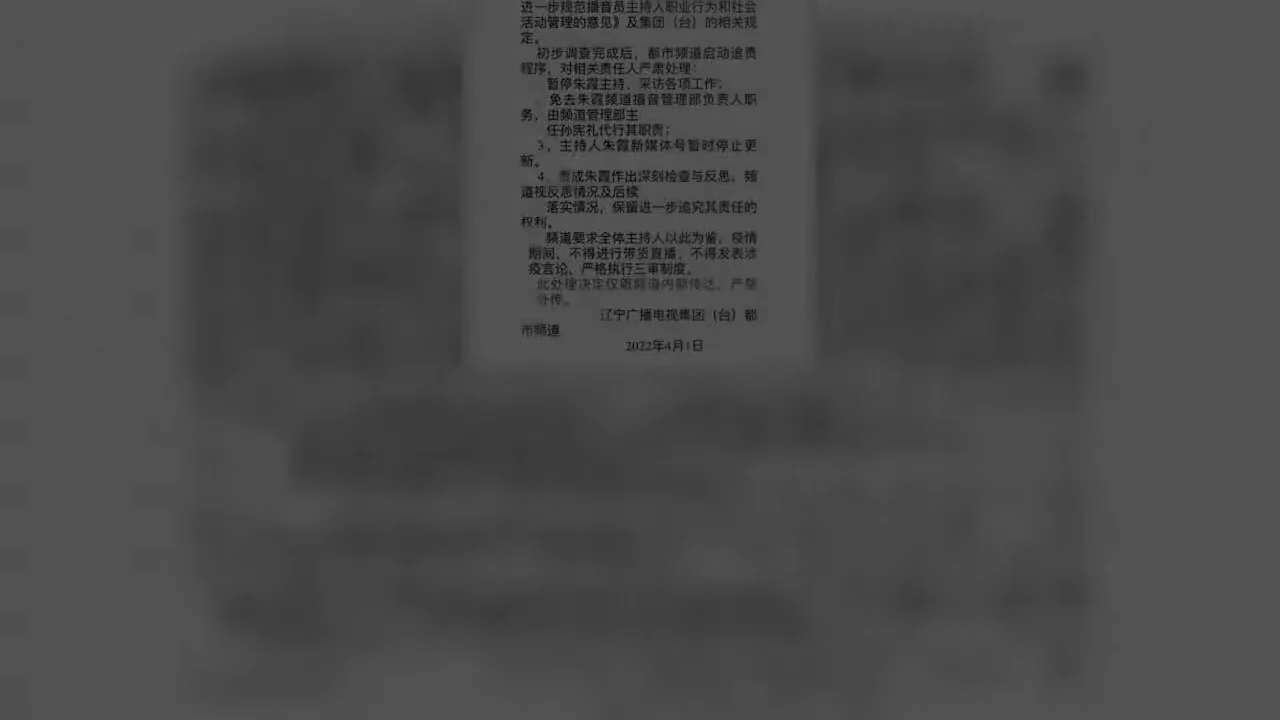 进一步规范播音员主持人职业行为和社会
活动管理的意见》及集团（台）的相关规
定。
初步调查完成后，都市频道启动追责
程序，对相关责任人严肃处理：
暂停朱霞主持、采访各项工作；
免去朱霞频道播音管理部负责人职
务，由频道管理部主
任孙宪礼代行其职责；
3、主持人朱霞新媒体号暂时停止更
新。
4、责成朱霞作出深刻检查与反思。频
道视反思情况及后续
落实情况，保留进一步追究其责任的
权利。
频道要求全体主持人以此为鉴，疫情
期间，不得进行带货直播、不得发表涉
疫言论，严格执行三审制度。
此处理决定仅限频道内部传达，严禁
外传。
辽宁广播电视集团（台）都
市频道
2022年4月1日